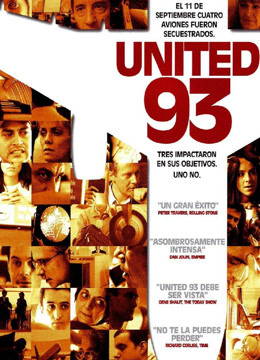 EL 11 DE
SEPTIEMBRE CUATRO
AVIONES FUERON
SECUESTRADOS.
UNITED
93
TRES IMPACTARON
EN SUS OBJETIVOS.
UNO NO.
"UN GRAN ÉXITO"
PETER TRAVERS, ROLLING STONE
"ASOMBROSAMENTE
INTENSA"
DAN JOLIN, EMPIRE
"UNITED 93 DEBE
SER VISTA"
GENE SHALIT, THE TODAY SHOW
"NO TE LA PUEDES
PERDER"
RICHARD CORLISS, TIME